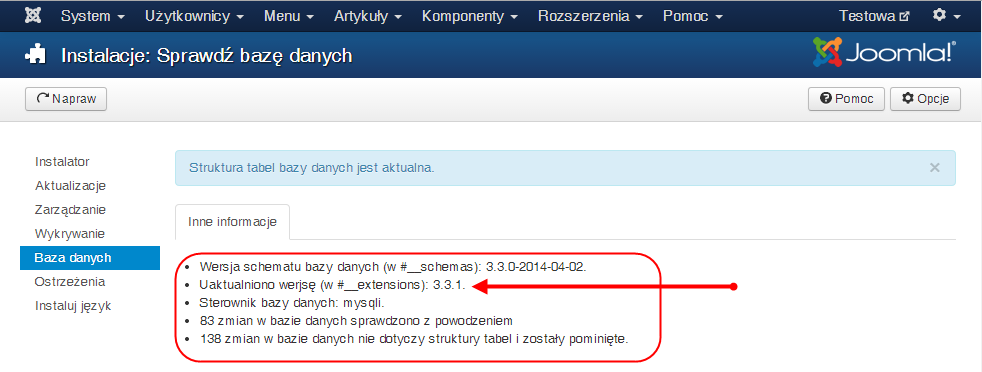 System Użytkownicy Menu Artykuły Komponenty Rozszerzenia Pomoc Testowa
Instalacje: Sprawdź bazę danych Joomla!®
Napraw Pomoc Opcje
Instalator
Aktualizacje
Zarządzanie
Wykrywanie
Baza danych
Ostrzeżenia
Instaluj język
Struktura tabel bazy danych jest aktualna. ×
Inne informacje
• Wersja schematu bazy danych (w #__schemas): 3.3.0-2014-04-02.
• Uaktualniono werjsę (w #__extensions): 3.3.1.
• Sterownik bazy danych: mysqli.
• 83 zmian w bazie danych sprawdzono z powodzeniem
• 138 zmian w bazie danych nie dotyczy struktury tabel i zostały pominięte.